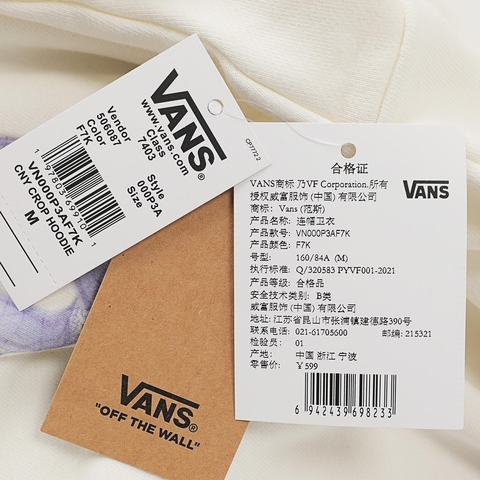 VANS
www.vans.com
Class
7403
Style
000P3A
Size
Vendor
506087
Color
F7K
1 97803 96991 0 1
VN000P3AF7K
CNY CROP HOODIE
M
CP7772 2
VANS
"OFF THE WALL"
合格证
VANS商标 乃VF Corporation.所有
授权威富服饰 (中国) 有限公司
VANS
商标: Vans (范斯)
产品名称: 连帽卫衣
产品款号: VN000P3AF7K
产品颜色: F7K
号型: 160/84A (M)
执行标准: Q/320583 PYVF001-2021
产品等级: 合格品
安全技术类别: B类
威富服饰 (中国) 有限公司
地址: 江苏省昆山市张浦镇建德路390号
联系电话: 021-61705600 邮编: 215321
检验员: 01
产地: 中国 浙江 宁波
零售价: ¥ 599
6 942439 698233